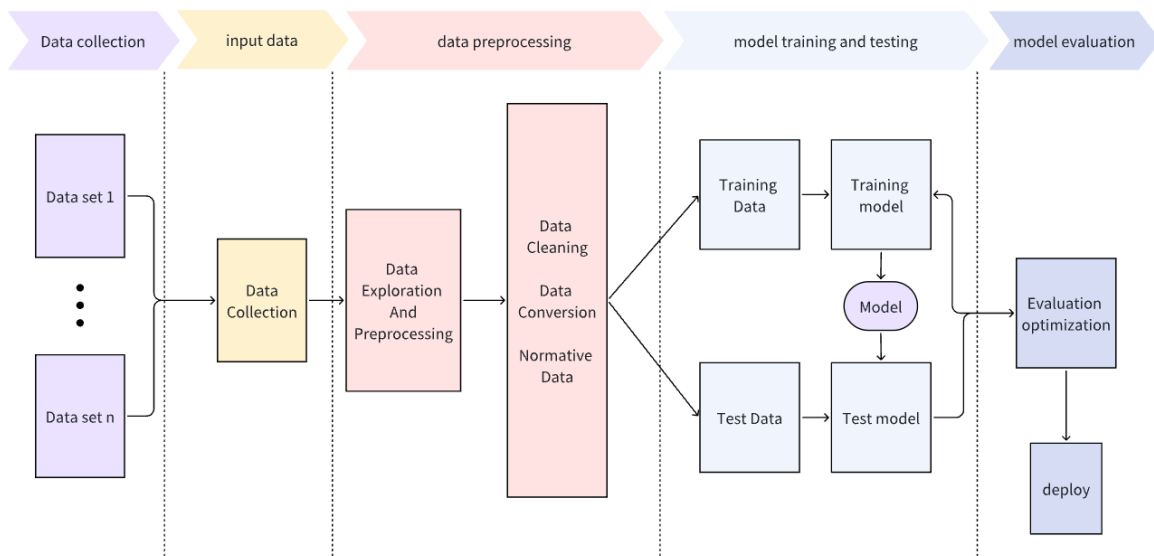 Data collection
input data
data preprocessing
model training and testing
model evaluation
Data set 1
Data set n
Data
Collection
Data
Exploration
And
Preprocessing
Data
Cleaning
Data
Conversion
Normative
Data
Training
Data
Training
model
Model
Test Data
Test model
Evaluation
optimization
deploy